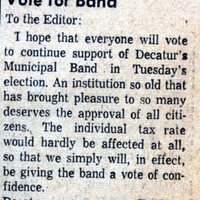 Vote for band
To the Editor:
I hope that everyone will vote
to continue support of Decatur's
Municipal Band in Tuesday's
election. An institution so old that
has brought pleasure to so many
deserves the approval of all citi-
zens. The individual tax rate
would hardly be affected at all,
so that we simply will, in effect,
be giving the band a vote of con-
fidence.